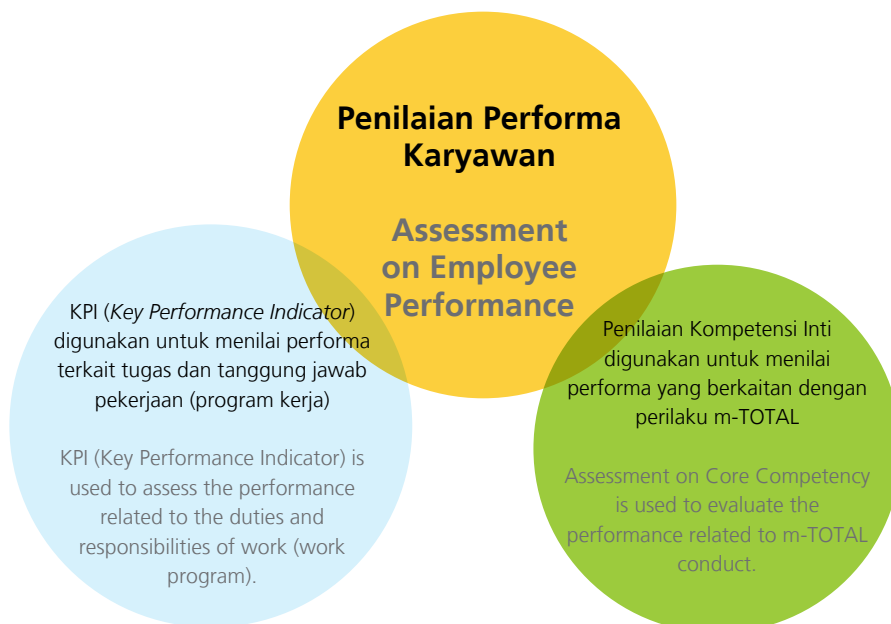 Penilaian Performa
Karyawan
Assessment
on Employee
Performance
KPI (Key Performance Indicator)
digunakan untuk menilai performa
terkait tugas dan tanggung jawab
pekerjaan (program kerja)
KPI (Key Performance Indicator) is
used to assess the performance
related to the duties and
responsibilities of work (work
program).
Penilaian Kompetensi Inti
digunakan untuk menilai
performa yang berkaitan dengan
perilaku m-TOTAL
Assessment on Core Competency
is used to evaluate the
performance related to m-TOTAL
conduct.